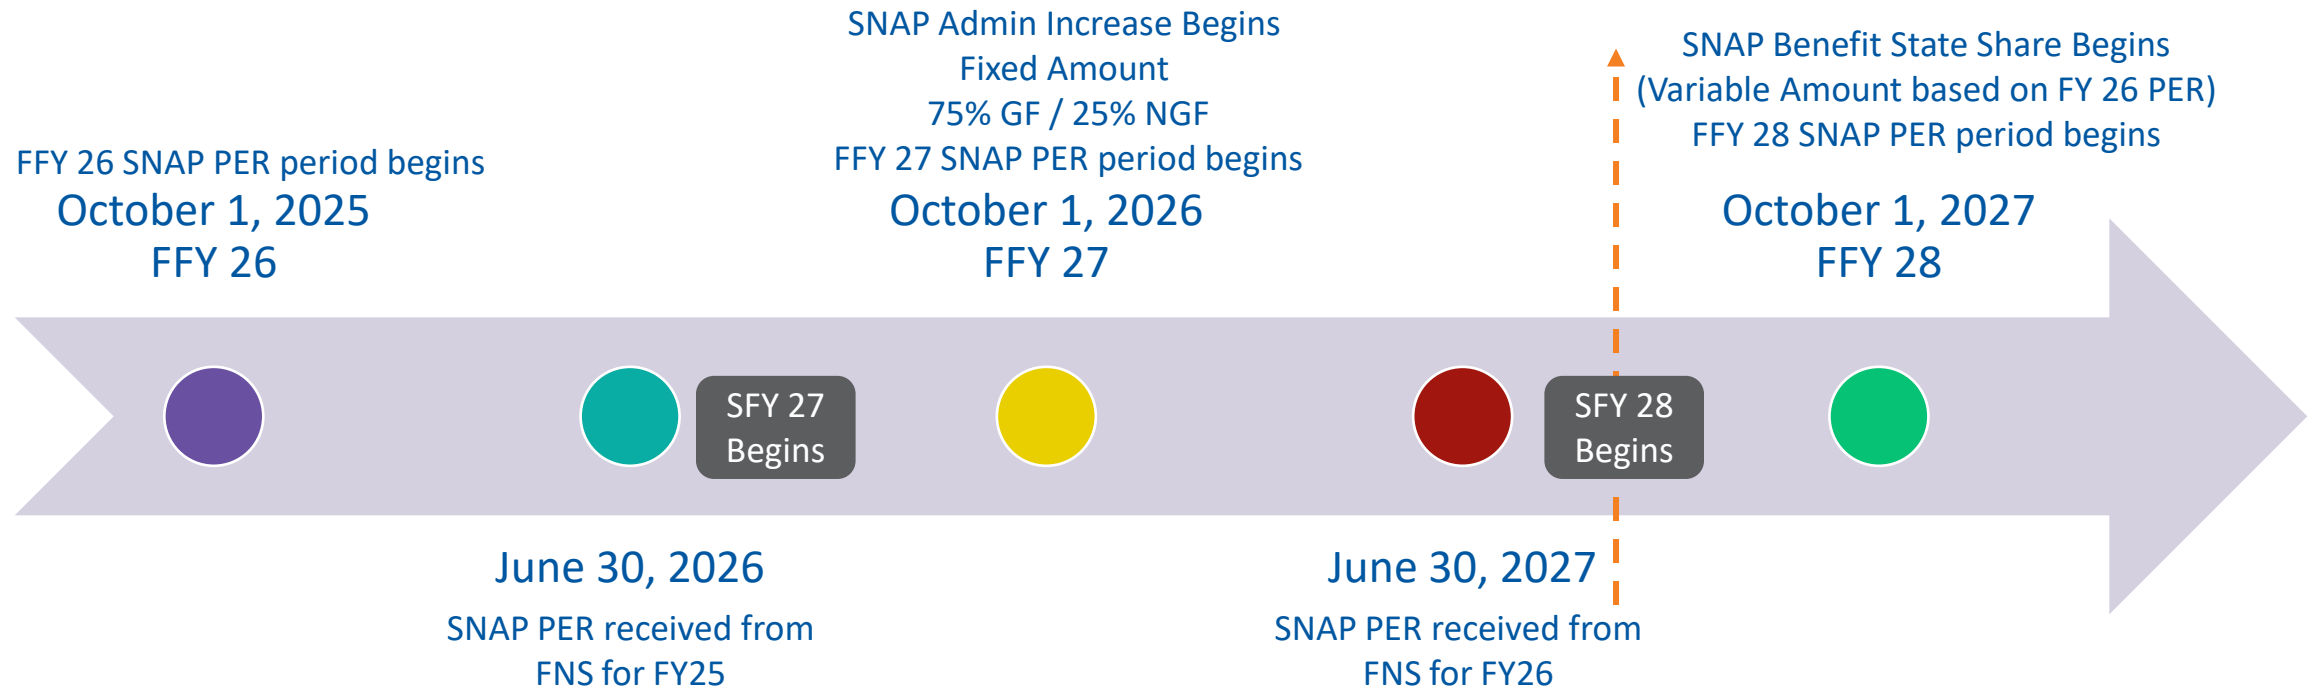 FFY 26 SNAP PER period begins
October 1, 2025
FFY 26
SNAP Admin Increase Begins
Fixed Amount
75% GF / 25% NGF
FFY 27 SNAP PER period begins
October 1, 2026
FFY 27
SNAP Benefit State Share Begins
(Variable Amount based on FY 26 PER)
FFY 28 SNAP PER period begins
October 1, 2027
FFY 28
SFY 27
Begins
SFY 28
Begins
June 30, 2026
SNAP PER received from
FNS for FY25
June 30, 2027
SNAP PER received from
FNS for FY26